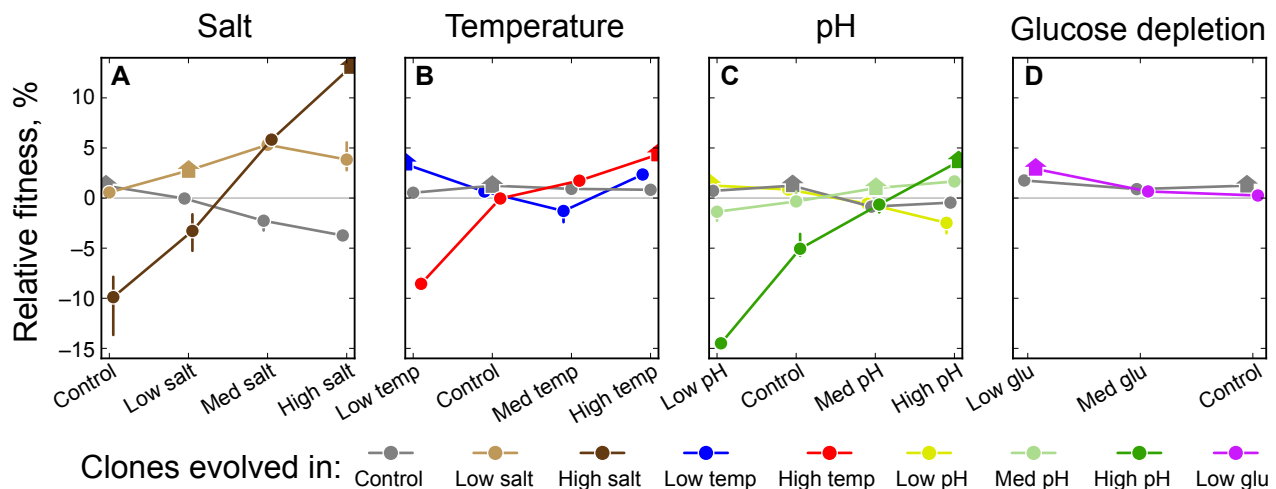 Salt
Temperature
pH
Glucose depletion
Relative fitness, %
10
5
0
−5
−10
−15
A
B
C
D
Control
Low salt
Med salt
High salt
Low temp
Control
Med temp
High temp
Low pH
Control
Med pH
High pH
Low glu
Med glu
Control
Clones evolved in:
Control
Low salt
High salt
Low temp
High temp
Low pH
Med pH
High pH
Low glu